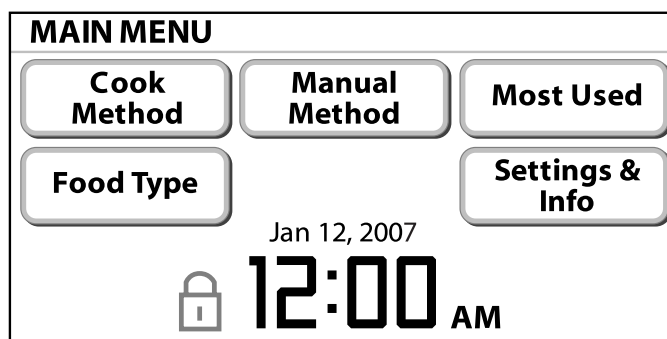 MAIN MENU
Cook
Method
Manual
Method
Most Used
Food Type
Settings &
Info
Jan 12, 2007
12:00 AM